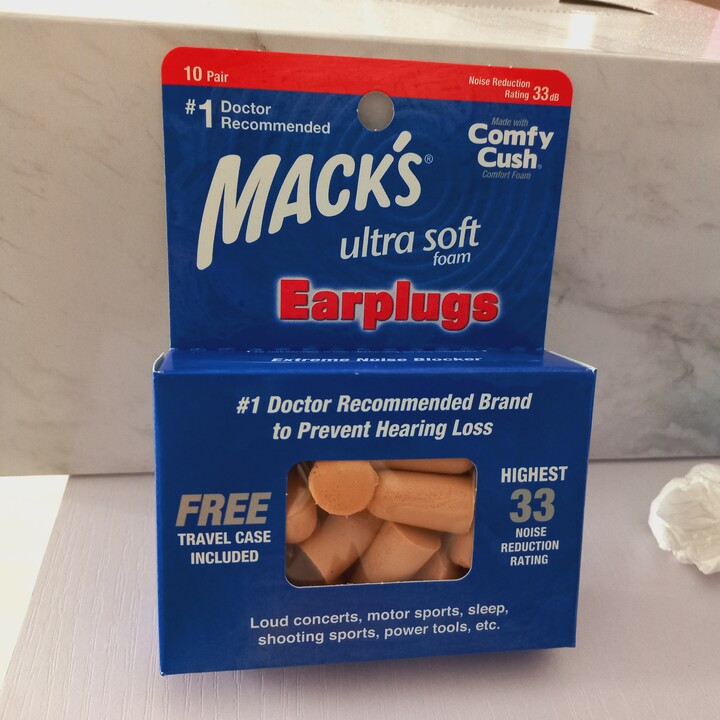 10 Pair
Noise Reduction
Rating 33 dB
#1 Doctor
Recommended
Made with
Comfy
Cush®
Comfort Foam
MACK'S®
ultra soft
foam
Earplugs
Extreme Noise Blocker
#1 Doctor Recommended Brand
to Prevent Hearing Loss
FREE
TRAVEL CASE
INCLUDED
HIGHEST
33
NOISE
REDUCTION
RATING
Loud concerts, motor sports, sleep,
shooting sports, power tools, etc.